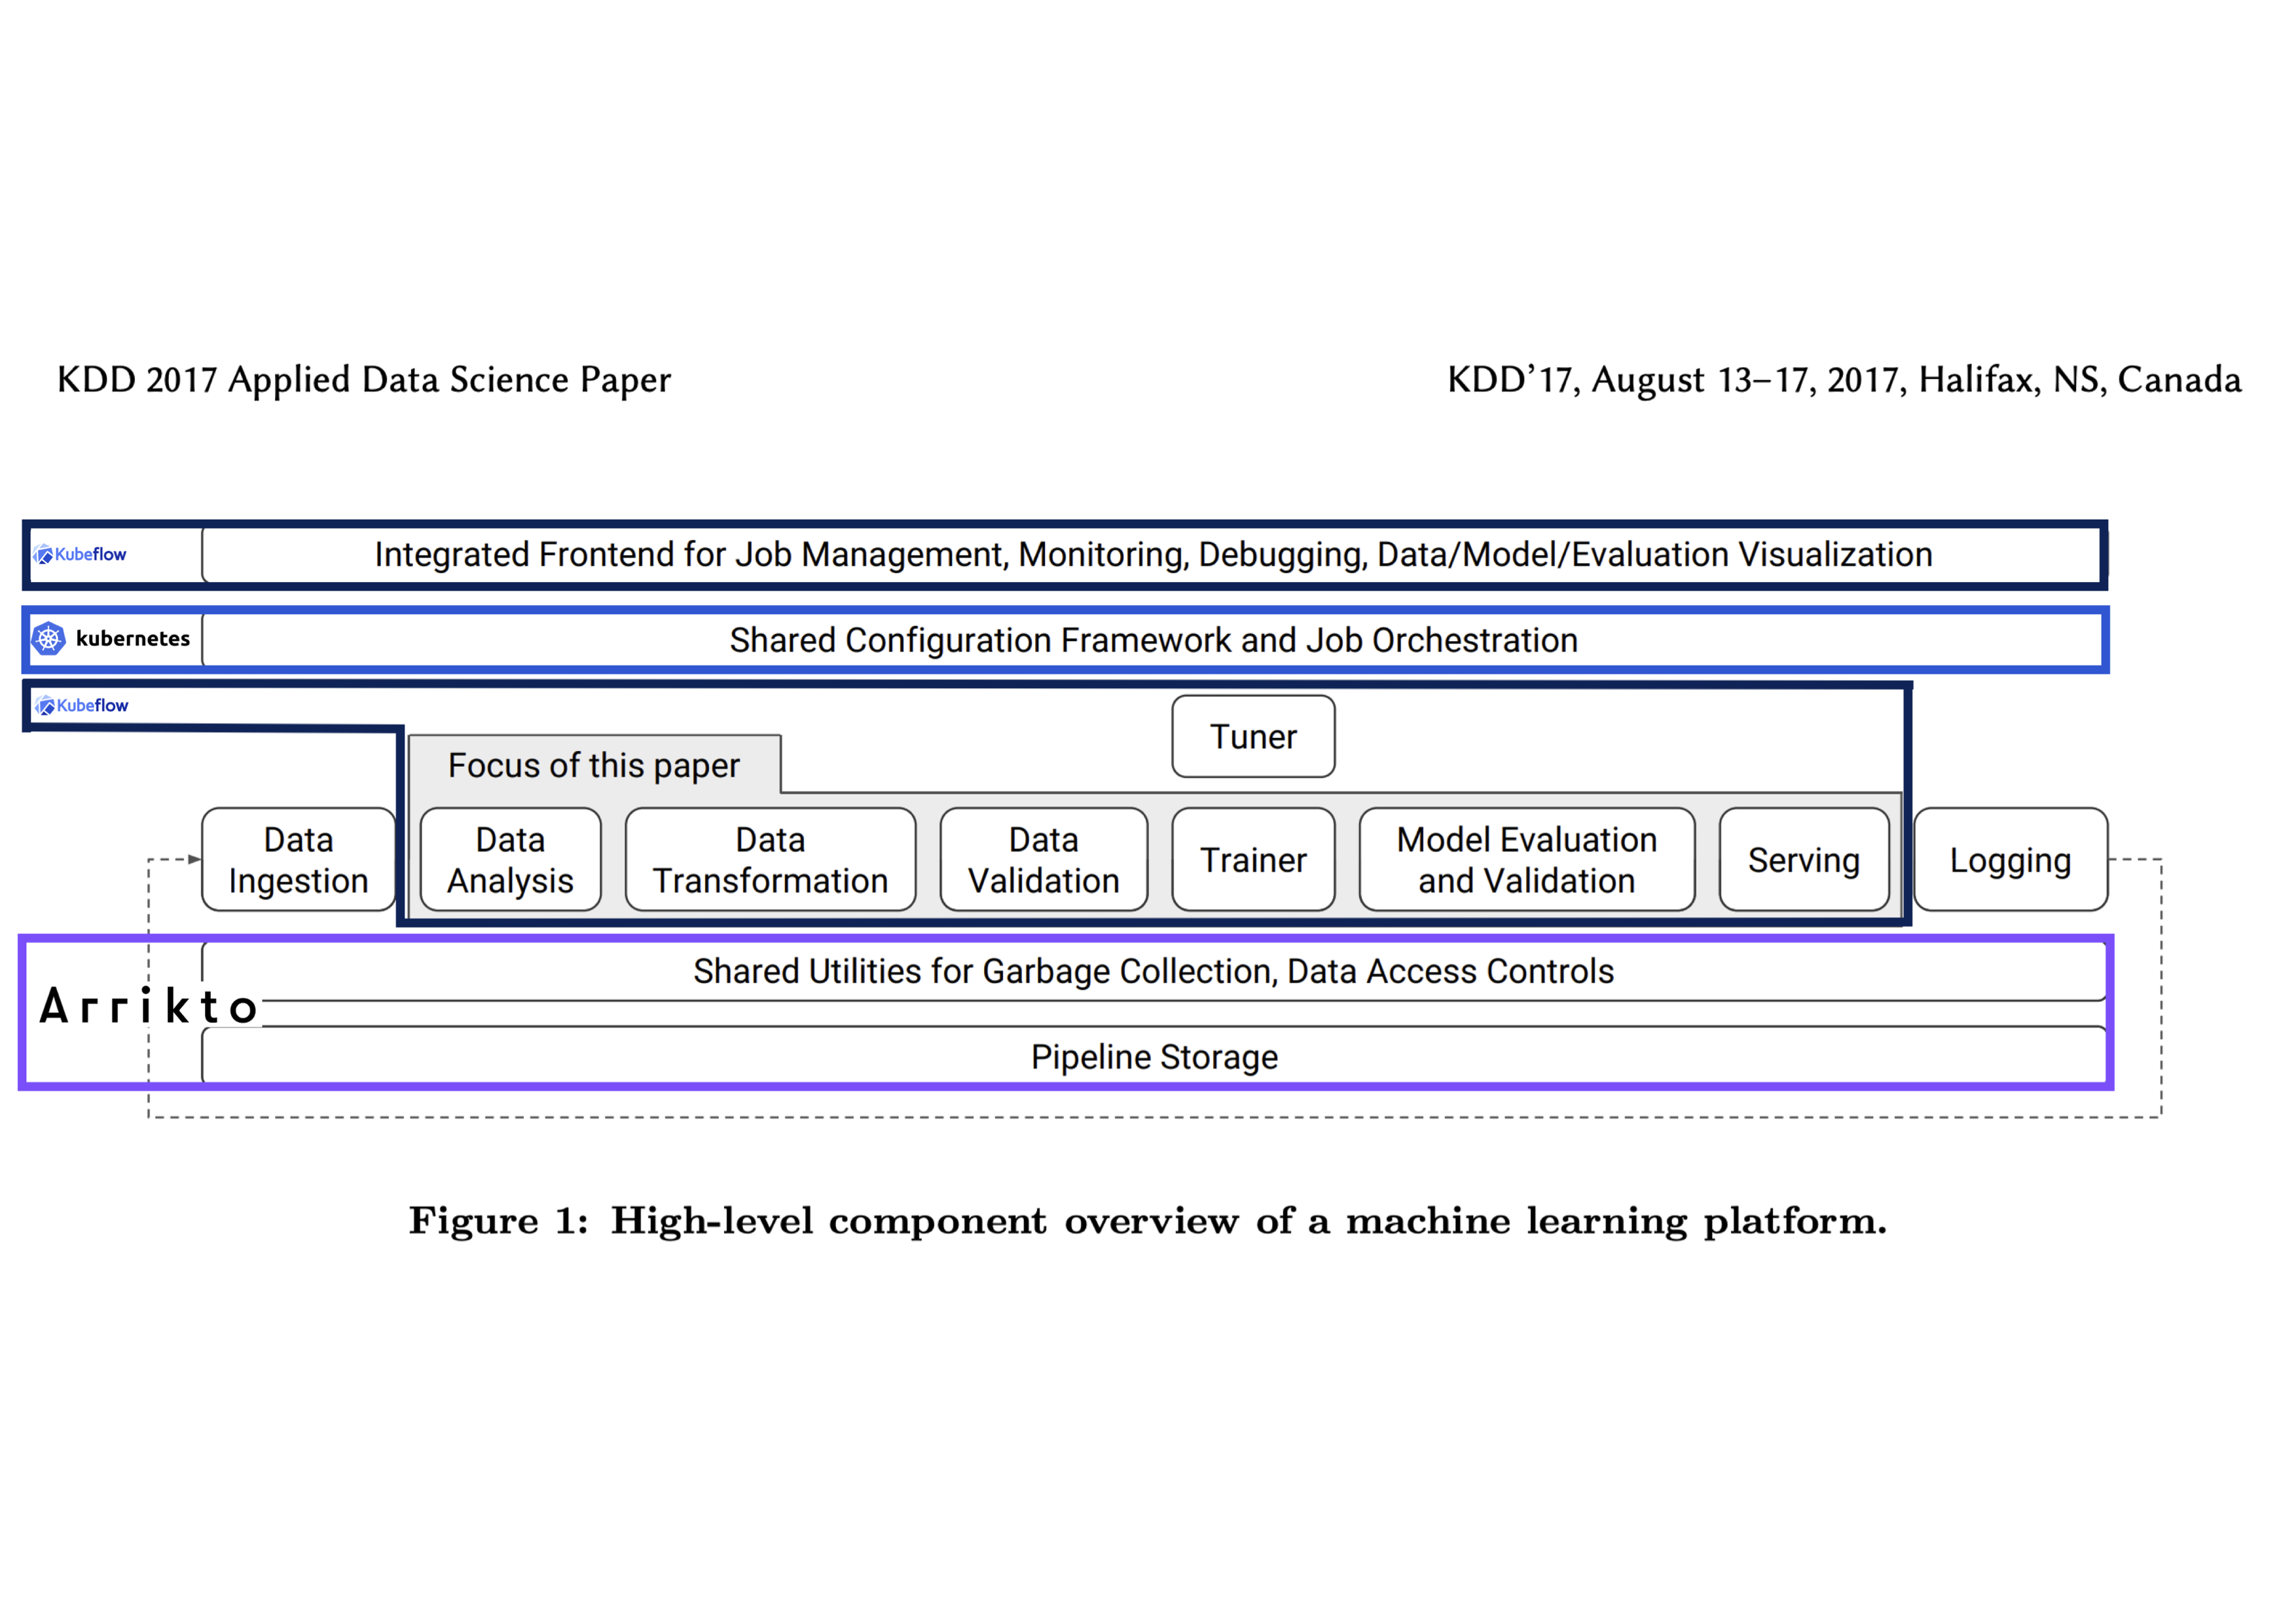 KDD 2017 Applied Data Science Paper
KDD'17, August 13–17, 2017, Halifax, NS, Canada
Kubeflow
Integrated Frontend for Job Management, Monitoring, Debugging, Data/Model/Evaluation Visualization
kubernetes
Shared Configuration Framework and Job Orchestration
Kubeflow
Tuner
Focus of this paper
Data
Ingestion
Data
Analysis
Data
Transformation
Data
Validation
Trainer
Model Evaluation
and Validation
Serving
Logging
Shared Utilities for Garbage Collection, Data Access Controls
Arrikto
Pipeline Storage
Figure 1: High-level component overview of a machine learning platform.